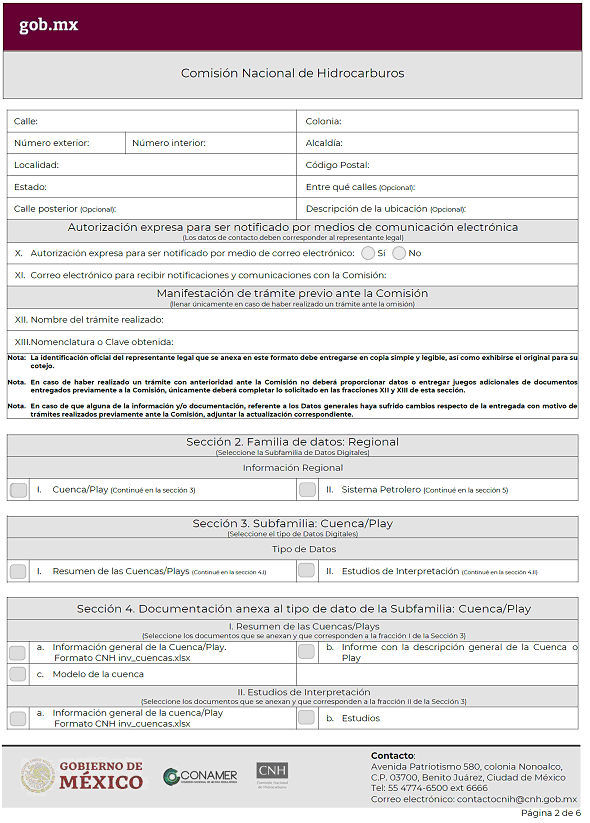 gob.mx
Comisión Nacional de Hidrocarburos
Calle:
Colonia:
Número exterior:
Número interior:
Alcaldía:
Localidad:
Código Postal:
Estado:
Entre qué calles (Opcional):
Calle posterior (Opcional):
Descripción de la ubicación (Opcional):
Autorización expresa para ser notificado por medios de comunicación electrónica
(Los datos de contacto deben corresponder al representante legal)
X. Autorización expresa para ser notificado por medio de correo electrónico: Sí No
XI. Correo electrónico para recibir notificaciones y comunicaciones con la Comisión:
Manifestación de trámite previo ante la Comisión
(llenar únicamente en caso de haber realizado un trámite ante la omisión)
XII. Nombre del trámite realizado:
XIII.Nomenclatura o Clave obtenida:
Nota: La identificación oficial del representante legal que se anexa en este formato debe entregarse en copia simple y legible, así como exhibirse el original para su
cotejo.
Nota. En caso de haber realizado un trámite con anterioridad ante la Comisión no deberá proporcionar datos o entregar juegos adicionales de documentos
entregados previamente a la Comisión, únicamente deberá completar lo solicitado en las fracciones XII y XIII de esta sección.
Nota. En caso de que alguna de la información y/o documentación, referente a los Datos generales haya sufrido cambios respecto de la entregada con motivo de
trámites realizados previamente ante la Comisión, adjuntar la actualización correspondiente.
Sección 2. Familia de datos: Regional
(Seleccione la Subfamilia de Datos Digitales)
Información Regional
I. Cuenca/Play (Continué en la sección 3)
II. Sistema Petrolero (Continué en la sección 5)
Sección 3. Subfamilia: Cuenca/Play
(Seleccione el tipo de Datos Digitales)
Tipo de Datos
I. Resumen de las Cuencas/Plays (Continué en la sección 4.I)
II. Estudios de Interpretación (Continué en la sección 4.II)
Sección 4. Documentación anexa al tipo de dato de la Subfamilia: Cuenca/Play
I. Resumen de las Cuencas/Plays
(Seleccione los documentos que se anexan y que corresponden a la fracción I de la Sección 3)
a. Información general de la Cuenca/Play.
Formato CNH inv_cuencas.xlsx
b. Informe con la descripción general de la Cuenca o
Play
c. Modelo de la cuenca
II. Estudios de Interpretación
(Seleccione los documentos que se anexan y que corresponden a la fracción II de la Sección 3)
a. Información general de la cuenca/Play
Formato CNH inv_cuencas.xlsx
b. Estudios
GOBIERNO DE
MÉXICO
CONAMER
CNH
Comisión Nacional
de Hidrocarburos
Contacto:
Avenida Patriotismo 580, colonia Nonoalco,
C.P. 03700, Benito Juárez, Ciudad de México
Tel: 55 4774-6500 ext 6666
Correo electrónico: contactocnih@cnh.gob.mx
Página 2 de 6